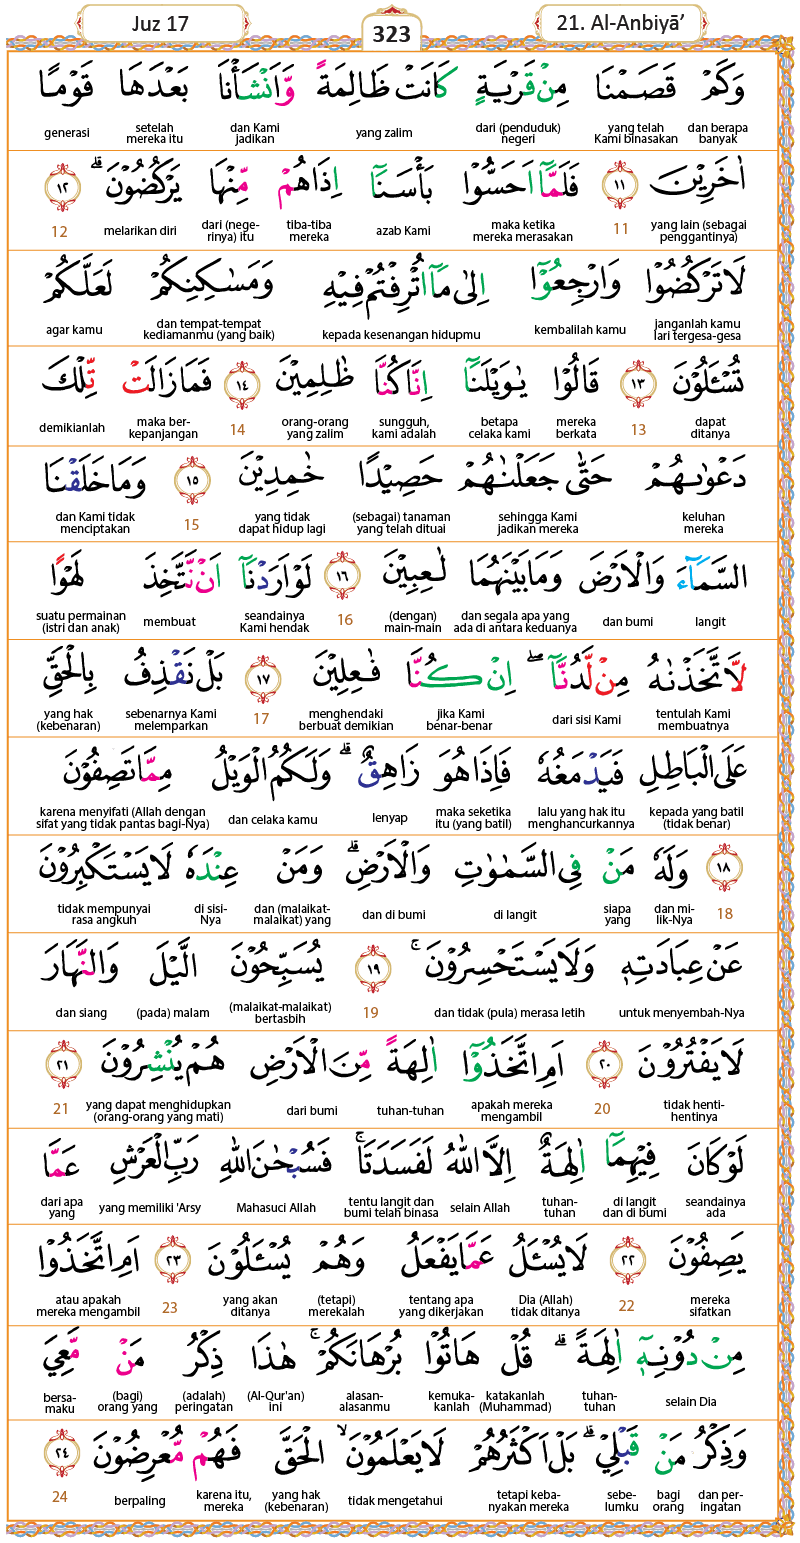 Juz 17
323
21. Al-Anbiyā’
وَكَمْ قَصَمْنَا مِنْ قَرْيَةٍ كَانَتْ ظَالِمَةً وَّاَنْشَأْنَا بَعْدَهَا قَوْمًا
dan berapa banyak yang telah Kami binasakan dari (penduduk) negeri yang zalim dan Kami jadikan setelah mereka itu generasi
اٰخَرِيْنَ ١١ فَلَمَّآ اَحَسُّوْا بَأْسَنَآ اِذَا هُمْ مِّنْهَا يَرْكُضُوْنَ ۗ ١٢
yang lain (sebagai penggantinya) 11 maka ketika mereka merasakan azab Kami tiba-tiba mereka dari (nege-rinya) itu melarikan diri 12
لَا تَرْكُضُوْا وَارْجِعُوْٓا اِلٰى مَآ اُتْرِفْتُمْ فِيْهِ وَمَسٰكِنِكُمْ لَعَلَّكُمْ
janganlah kamu lari tergesa-gesa kembalilah kamu kepada kesenangan hidupmu dan tempat-tempat kediamanmu (yang baik) agar kamu
تُسْـَٔلُوْنَ ١٣ قَالُوْا يٰوَيْلَنَآ اِنَّا كُنَّا ظٰلِمِيْنَ ١٤ فَمَا زَالَتْ تِّلْكَ
dapat ditanya 13 mereka berkata betapa celaka kami sungguh, kami adalah orang-orang yang zalim 14 maka ber-kepanjangan demikianlah
دَعْوٰىهُمْ حَتّٰى جَعَلْنٰهُمْ حَصِيْدًا خٰمِدِيْنَ ١٥ وَمَا خَلَقْنَا
keluhan mereka sehingga Kami jadikan mereka (sebagai) tanaman yang telah dituai yang tidak dapat hidup lagi 15 dan Kami tidak menciptakan
السَّمَاۤءَ وَالْاَرْضَ وَمَا بَيْنَهُمَا لٰعِبِيْنَ ١٦ لَوْ اَرَدْنَآ اَنْ نَّتَّخِذَ لَهْوًا
langit dan bumi dan segala apa yang ada di antara keduanya (dengan) main-main 16 seandainya Kami hendak membuat suatu permainan (istri dan anak)
لَّاتَّخَذْنٰهُ مِنْ لَّدُنَّآ ۖ اِنْ كُنَّا فٰعِلِيْنَ ١٧ بَلْ نَقْذِفُ بِالْحَقِّ
tentulah Kami membuatnya dari sisi Kami jika Kami benar-benar menghendaki berbuat demikian 17 sebenarnya Kami melemparkan yang hak (kebenaran)
عَلَى الْبَاطِلِ فَيَدْمَغُهٗ فَاِذَا هُوَ زَاهِقٌ ۗ وَلَكُمُ الْوَيْلُ مِمَّا تَصِفُوْنَ
kepada yang batil (tidak benar) lalu yang hak itu menghancurkannya maka seketika itu (yang batil) lenyap dan celaka kamu karena menyifati (Allah dengan sifat yang tidak pantas bagi-Nya)
١٨ وَلَهٗ مَنْ فِى السَّمٰوٰتِ وَالْاَرْضِ ۗ وَمَنْ عِنْدَهٗ لَا يَسْتَكْبِرُوْنَ
18 dan mi-lik-Nya siapa yang di langit dan di bumi dan (malaikat-malaikat) yang di sisi-Nya tidak mempunyai rasa angkuh
عَنْ عِبَادَتِهٖ وَلَا يَسْتَحْسِرُوْنَ ۚ ١٩ يُسَبِّحُوْنَ الَّيْلَ وَالنَّهَارَ
untuk menyembah-Nya dan tidak (pula) merasa letih 19 (malaikat-malaikat) bertasbih (pada) malam dan siang
لَا يَفْتُرُوْنَ ٢٠ اَمِ اتَّخَذُوْٓا اٰلِهَةً مِّنَ الْاَرْضِ هُمْ يُنْشِرُوْنَ ٢١
tidak henti-hentinya 20 apakah mereka mengambil tuhan-tuhan dari bumi yang dapat menghidupkan (orang-orang yang mati) 21
لَوْ كَانَ فِيْهِمَآ اٰلِهَةٌ اِلَّا اللّٰهُ لَفَسَدَتَا ۚ فَسُبْحٰنَ اللّٰهِ رَبِّ الْعَرْشِ عَمَّا
seandainya ada di langit dan di bumi tuhan-tuhan selain Allah tentu langit dan bumi telah binasa Mahasuci Allah yang memiliki 'Arsy dari apa yang
يَصِفُوْنَ ٢٢ لَا يُسْـَٔلُ عَمَّا يَفْعَلُ وَهُمْ يُسْـَٔلُوْنَ ٢٣ اَمِ اتَّخَذُوْا
mereka sifatkan 22 Dia (Allah) tidak ditanya tentang apa yang dikerjakan (tetapi) merekalah yang akan ditanya 23 atau apakah mereka mengambil
مِنْ دُوْنِهٖٓ اٰلِهَةً ۗ قُلْ هَاتُوْا بُرْهَانَكُمْ ۚ هٰذَا ذِكْرُ مَنْ مَّعِيَ
selain Dia tuhan-tuhan katakanlah (Muhammad) kemuka-kanlah alasan-alasanmu (Al-Qur'an) ini (adalah) peringatan (bagi) orang yang bersa-maku
وَذِكْرُ مَنْ قَبْلِيْ ۗ بَلْ اَكْثَرُهُمْ لَا يَعْلَمُوْنَ ۙ الْحَقَّ فَهُمْ مُّعْرِضُوْنَ ٢٤
dan per-ingatan bagi orang sebe-lumku tetapi keba-nyakan mereka tidak mengetahui yang hak (kebenaran) karena itu, mereka berpaling 24